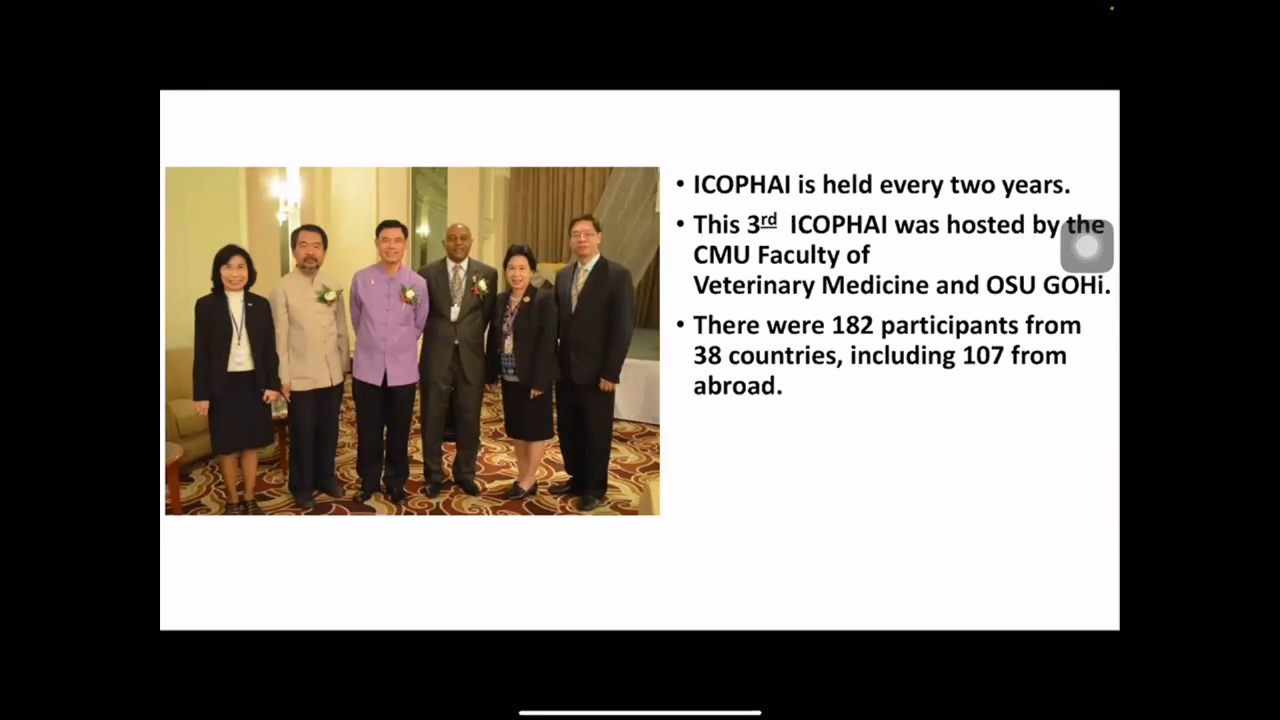 • ICOPHAI is held every two years.
• This 3rd ICOPHAI was hosted by the
CMU Faculty of
Veterinary Medicine and OSU GOHi.
• There were 182 participants from
38 countries, including 107 from
abroad.